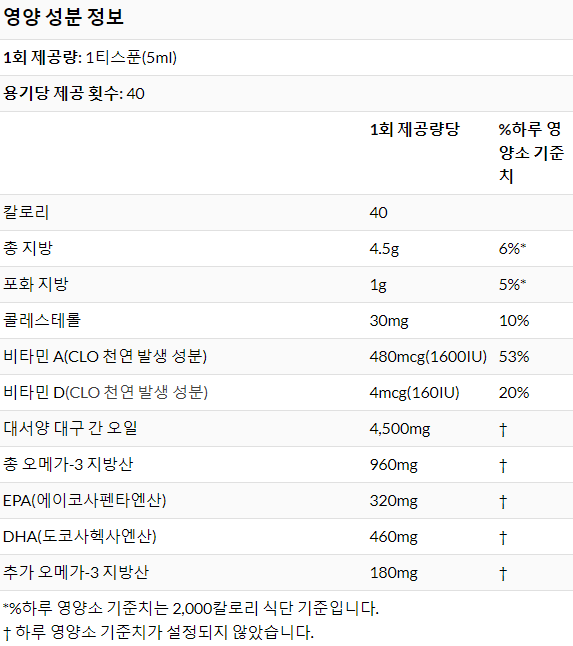 영양 성분 정보
1회 제공량: 1티스푼(5ml)
용기당 제공 횟수: 40
1회 제공량당 %하루 영
양소 기준
치
칼로리 40
총 지방 4.5g 6%*
포화 지방 1g 5%*
콜레스테롤 30mg 10%
비타민 A(CLO 천연 발생 성분) 480mcg(1600IU) 53%
비타민 D(CLO 천연 발생 성분) 4mcg(160IU) 20%
대서양 대구 간 오일 4,500mg †
총 오메가-3 지방산 960mg †
EPA(에이코사펜타엔산) 320mg †
DHA(도코사헥사엔산) 460mg †
추가 오메가-3 지방산 180mg †
*%하루 영양소 기준치는 2,000칼로리 식단 기준입니다.
† 하루 영양소 기준치가 설정되지 않았습니다.